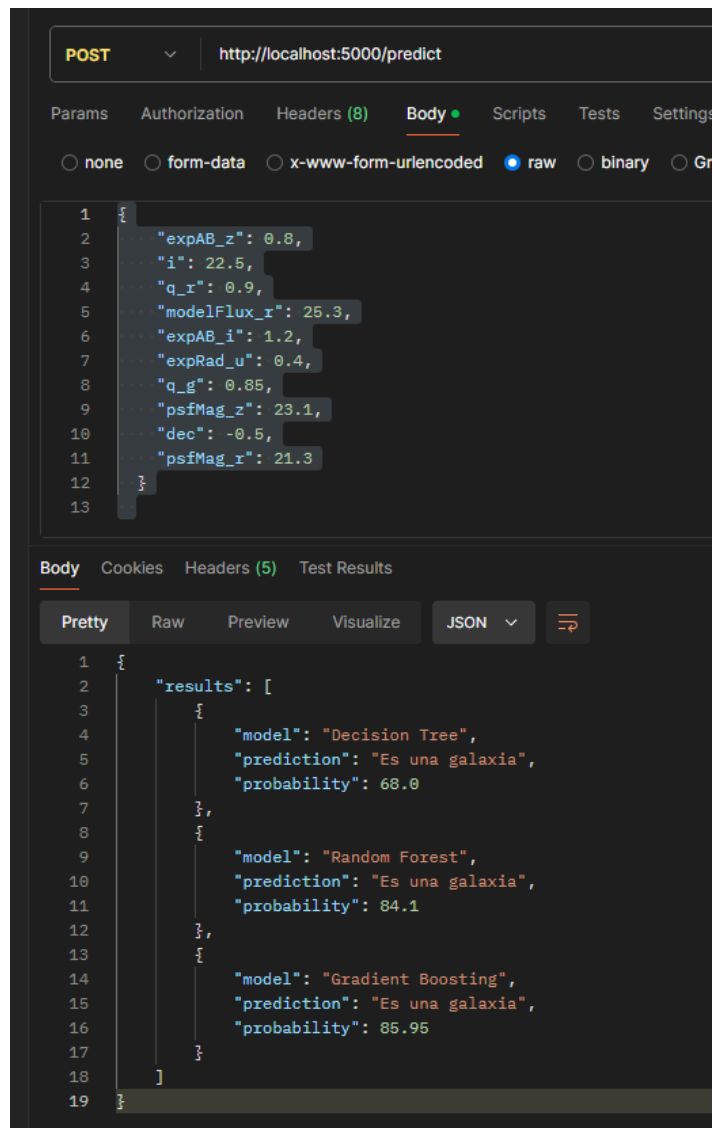 POST http://localhost:5000/predict
Params Authorization Headers (8) Body Scripts Tests Settings
none form-data x-www-form-urlencoded raw binary Gr
1 {
2 "expAB_z": 0.8,
3 "i": 22.5,
4 "q_r": 0.9,
5 "modelFlux_r": 25.3,
6 "expAB_i": 1.2,
7 "expRad_u": 0.4,
8 "q_g": 0.85,
9 "psfMag_z": 23.1,
10 "dec": -0.5,
11 "psfMag_r": 21.3
12 }
13
Body Cookies Headers (5) Test Results
Pretty Raw Preview Visualize JSON
1 {
2 "results": [
3 {
4 "model": "Decision Tree",
5 "prediction": "Es una galaxia",
6 "probability": 68.0
7 },
8 {
9 "model": "Random Forest",
10 "prediction": "Es una galaxia",
11 "probability": 84.1
12 },
13 {
14 "model": "Gradient Boosting",
15 "prediction": "Es una galaxia",
16 "probability": 85.95
17 }
18 ]
19 }